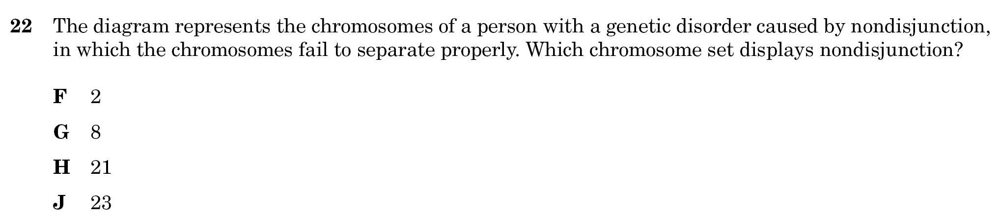 22 The diagram represents the chromosomes of a person with a genetic disorder caused by nondisjunction,
in which the chromosomes fail to separate properly. Which chromosome set displays nondisjunction?
F 2
G 8
H 21
J 23